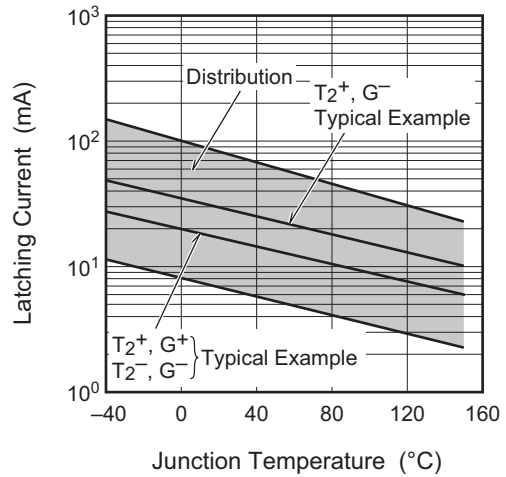 10³
Distribution
T2+, G–
Typical Example
10²
Latching Current (mA)
10¹
T2+, G+
T2–, G– } Typical Example
10⁰
–40 0 40 80 120 160
Junction Temperature (°C)